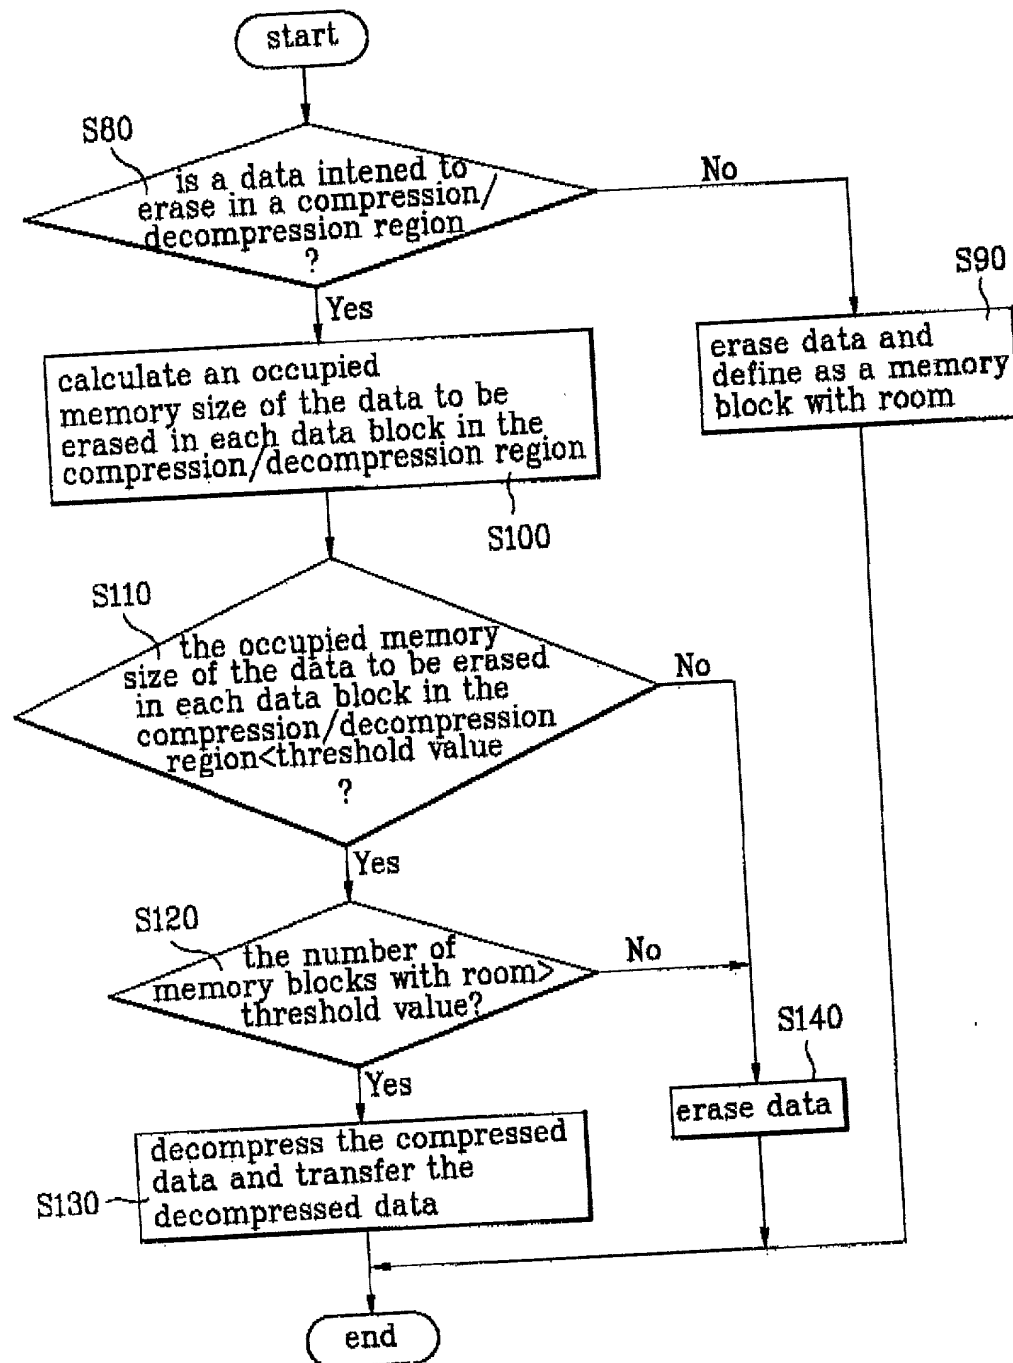 start
S80
is a data intened to
erase in a compression/
decompression region
?
No
Yes
S90
erase data and
define as a memory
block with room
calculate an occupied
memory size of the data to be
erased in each data block in the
compression/decompression region
S100
S110
the occupied memory
size of the data to be erased
in each data block in the
compression/decompression
region<threshold value
?
No
Yes
S120
the number of
memory blocks with room>
threshold value?
No
Yes
S140
erase data
decompress the compressed
data and transfer the
decompressed data
S130
end